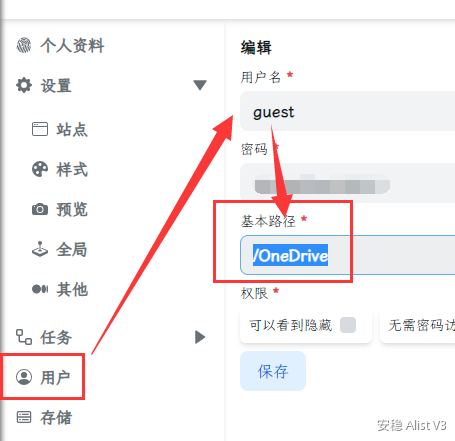 个人资料
设置
站点
样式
预览
全局
其他
任务
用户
存储
编辑
用户名 *
guest
密码 *
基本路径 *
/OneDrive
权限
可以看到隐藏
无需密码访
保存
安稳 Alist V3